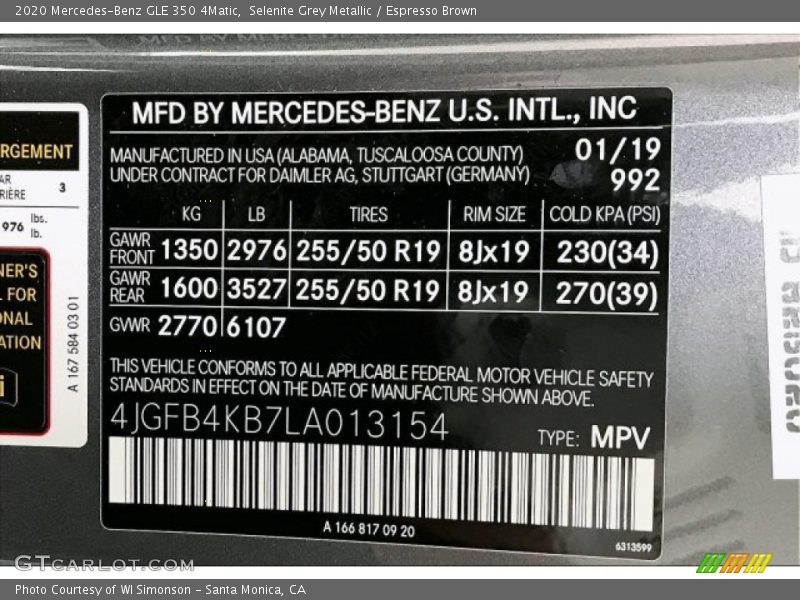 2020 Mercedes-Benz GLE 350 4Matic, Selenite Grey Metallic / Espresso Brown
RGEMENT
3
976 lbs.
lb.
NER'S
FOR
ONAL
ATION
i
A 167 584 03 01
MFD BY MERCEDES-BENZ U.S. INTL., INC
MANUFACTURED IN USA (ALABAMA, TUSCALOOSA COUNTY) 01/19
UNDER CONTRACT FOR DAIMLER AG, STUTTGART (GERMANY) 992
KG LB TIRES RIM SIZE COLD KPA (PSI)
GAWR FRONT 1350 2976 255/50 R19 8Jx19 230(34)
GAWR REAR 1600 3527 255/50 R19 8Jx19 270(39)
GWR 2770 6107
THIS VEHICLE CONFORMS TO ALL APPLICABLE FEDERAL MOTOR VEHICLE SAFETY
STANDARDS IN EFFECT ON THE DATE OF MANUFACTURE SHOWN ABOVE.
4JGFB4KB7LA013154
TYPE: MPV
A 166 817 09 20
6313599
GTCARLOT.COM
Photo Courtesy of WI Simonson - Santa Monica, CA